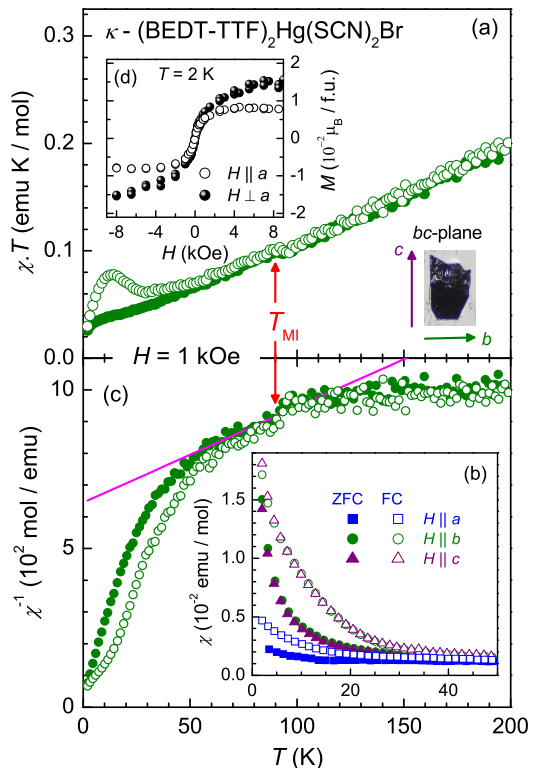 κ - (BEDT-TTF)₂Hg(SCN)₂Br
(a)
0.3
0.2
0.1
0.0
χ.T (emu K / mol)
(d)
T = 2 K
2
1
0
-1
-2
M (10⁻² μB / f.u.)
H || a
H ⊥ a
-8 -4 0 4 8
H (kOe)
bc-plane
c
b
TMI
H = 1 kOe
(c)
10
5
0
χ⁻¹ (10² mol / emu)
(b)
ZFC FC
H || a
H || b
H || c
1.5
1.0
0.5
0.0
χ (10⁻² emu / mol)
0 20 40
0 50 100 150 200
T (K)